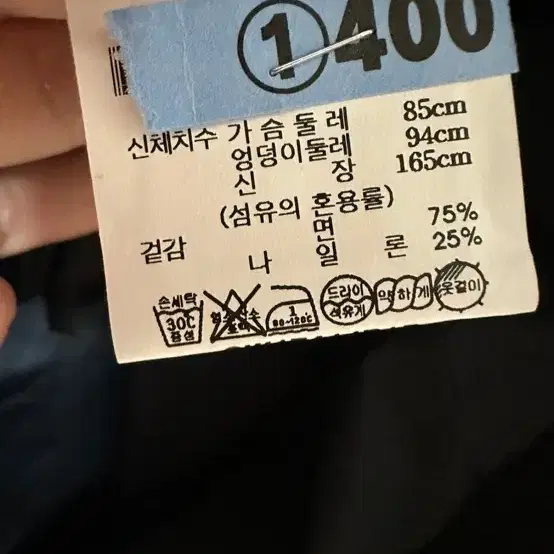 ① 400
신체치수 가슴둘레 85cm
엉덩이둘레 94cm
신 장 165cm
(섬유의 혼용률)
겉감 면 75%
나 일 론 25%
손세탁 드라이 약하게 옷걸이
30℃ 석유계
중성